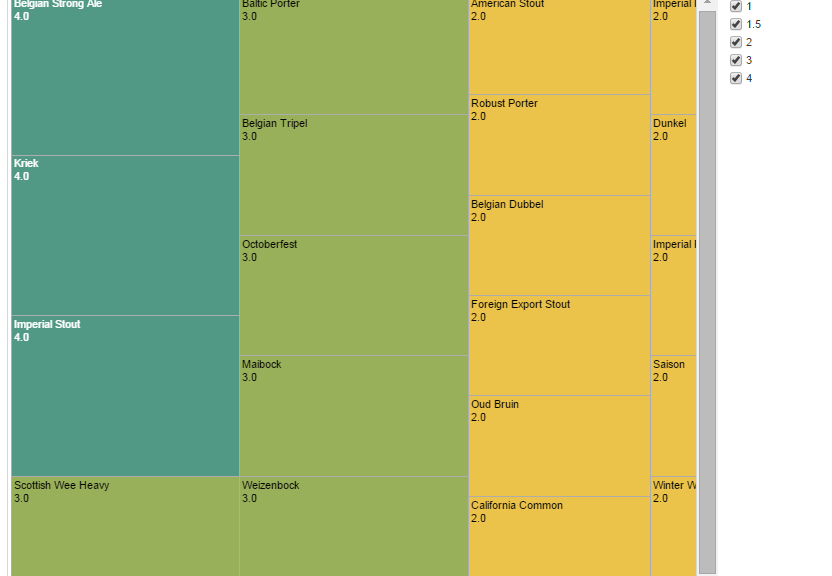 Belgian Strong Ale
4.0
Kriek
4.0
Imperial Stout
4.0
Scottish Wee Heavy
3.0
Baltic Porter
3.0
Belgian Tripel
3.0
Octoberfest
3.0
Maibock
3.0
Weizenbock
3.0
American Stout
2.0
Robust Porter
2.0
Belgian Dubbel
2.0
Foreign Export Stout
2.0
Oud Bruin
2.0
California Common
2.0
Imperial
2.0
Dunkel
2.0
Imperial
2.0
Saison
2.0
Winter W
2.0
1
1.5
2
3
4